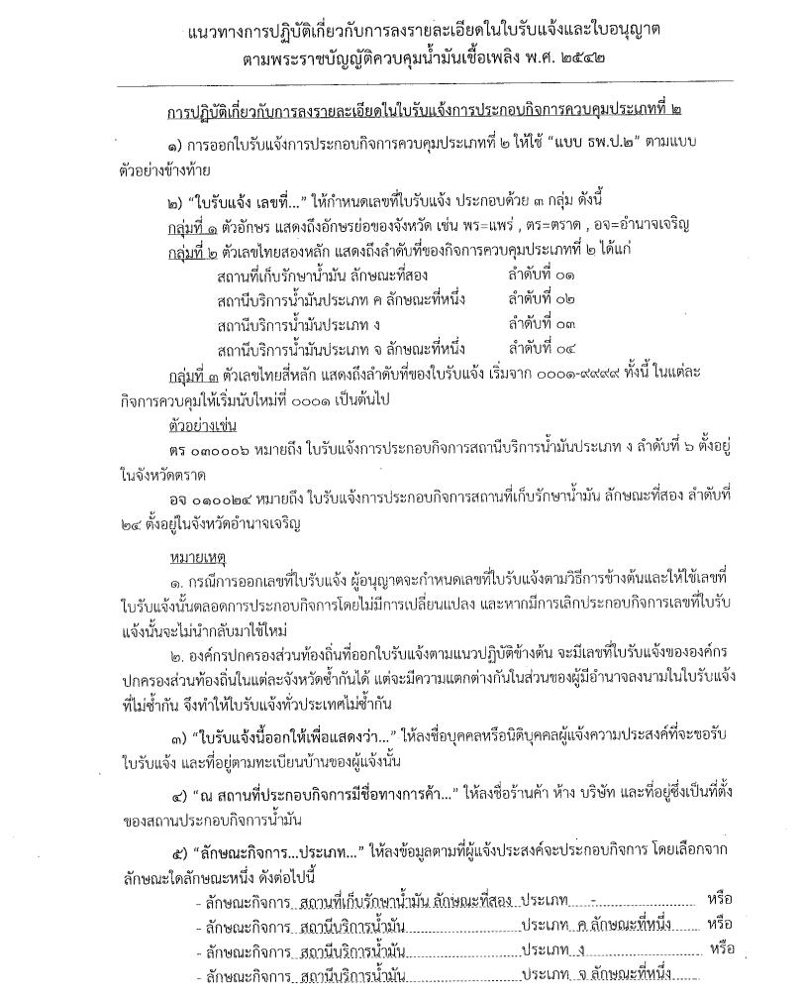 แนวทางการปฏิบัติเกี่ยวกับการลงรายละเอียดในใบรับแจ้งและใบอนุญาต
ตามพระราชบัญญัติควบคุมน้ำมันเชื้อเพลิง พ.ศ. ๒๕๔๒
การปฏิบัติเกี่ยวกับการลงรายละเอียดในใบรับแจ้งการประกอบกิจการควบคุมประเภทที่ ๒
๑) การออกใบรับแจ้งการประกอบกิจการควบคุมประเภทที่ ๒ ให้ใช้ “แบบ ธพ.ป.๒” ตามแบบ
ตัวอย่างข้างท้าย
๒) “ใบรับแจ้ง เลขที่...” ให้กำหนดเลขที่ใบรับแจ้ง ประกอบด้วย ๓ กลุ่ม ดังนี้
กลุ่มที่ ๑ ตัวอักษร แสดงถึงอักษรย่อของจังหวัด เช่น พร=แพร่ , ตร=ตราด , อจ=อำนาจเจริญ
กลุ่มที่ ๒ ตัวเลขไทยสองหลัก แสดงถึงลำดับที่ของกิจการควบคุมประเภทที่ ๒ ได้แก่
สถานที่เก็บรักษาน้ำมัน ลักษณะที่สอง ลำดับที่ ๐๑
สถานีบริการน้ำมันประเภท ค ลักษณะที่หนึ่ง ลำดับที่ ๐๒
สถานีบริการน้ำมันประเภท ง ลำดับที่ ๐๓
สถานีบริการน้ำมันประเภท จ ลักษณะที่หนึ่ง ลำดับที่ ๐๔
กลุ่มที่ ๓ ตัวเลขไทยสี่หลัก แสดงถึงลำดับที่ของใบรับแจ้ง เริ่มจาก ๐๐๐๑-๙๙๙๙ ทั้งนี้ ในแต่ละ
กิจการควบคุมให้เริ่มนับใหม่ที่ ๐๐๐๑ เป็นต้นไป
ตัวอย่างเช่น
ตร ๐๓๐๐๐๖ หมายถึง ใบรับแจ้งการประกอบกิจการสถานีบริการน้ำมันประเภท ง ลำดับที่ ๖ ตั้งอยู่
ในจังหวัดตราด
อจ ๐๑๐๐๒๔ หมายถึง ใบรับแจ้งการประกอบกิจการสถานที่เก็บรักษาน้ำมัน ลักษณะที่สอง ลำดับที่
๒๔ ตั้งอยู่ในจังหวัดอำนาจเจริญ
หมายเหตุ
๑. กรณีการออกเลขที่ใบรับแจ้ง ผู้อนุญาตจะกำหนดเลขที่ใบรับแจ้งตามวิธีการข้างต้นและให้ใช้เลขที่
ใบรับแจ้งนั้นตลอดการประกอบกิจการโดยไม่มีการเปลี่ยนแปลง และหากมีการเลิกประกอบกิจการเลขที่ใบรับ
แจ้งนั้นจะไม่นำกลับมาใช้ใหม่
๒. องค์กรปกครองส่วนท้องถิ่นที่ออกใบรับแจ้งตามแนวปฏิบัติข้างต้น จะมีเลขที่ใบรับแจ้งขององค์กร
ปกครองส่วนท้องถิ่นในแต่ละจังหวัดซ้ำกันได้ แต่จะมีความแตกต่างกันในส่วนของผู้มีอำนาจลงนามในใบรับแจ้ง
ที่ไม่ซ้ำกัน จึงทำให้ใบรับแจ้งทั่วประเทศไม่ซ้ำกัน
๓) “ใบรับแจ้งนี้ออกให้เพื่อแสดงว่า...” ให้ลงชื่อบุคคลหรือนิติบุคคลผู้แจ้งความประสงค์ที่จะขอรับ
ใบรับแจ้ง และที่อยู่ตามทะเบียนบ้านของผู้แจ้งนั้น
๔) “ณ สถานที่ประกอบกิจการมีชื่อทางการค้า...” ให้ลงชื่อร้านค้า ห้าง บริษัท และที่อยู่ซึ่งเป็นที่ตั้ง
ของสถานประกอบกิจการน้ำมัน
๕) “ลักษณะกิจการ...ประเภท...” ให้ลงข้อมูลตามที่ผู้แจ้งประสงค์จะประกอบกิจการ โดยเลือกจาก
ลักษณะใดลักษณะหนึ่ง ดังต่อไปนี้
- ลักษณะกิจการ สถานที่เก็บรักษาน้ำมัน ลักษณะที่สอง ประเภท - หรือ
- ลักษณะกิจการ สถานีบริการน้ำมัน ประเภท ค ลักษณะที่หนึ่ง หรือ
- ลักษณะกิจการ สถานีบริการน้ำมัน ประเภท ง หรือ
- ลักษณะกิจการ สถานีบริการน้ำมัน ประเภท จ ลักษณะที่หนึ่ง